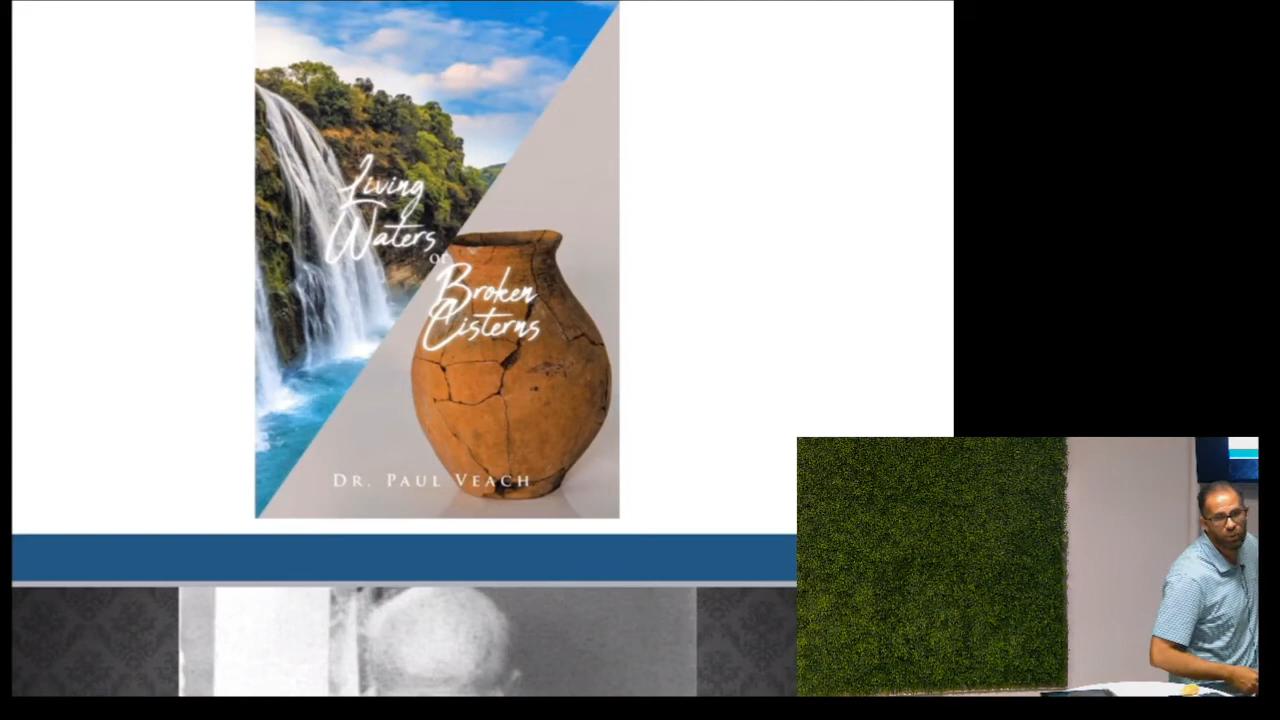 Living
Waters
or
Broken
Cisterns
Dr. Paul Veach